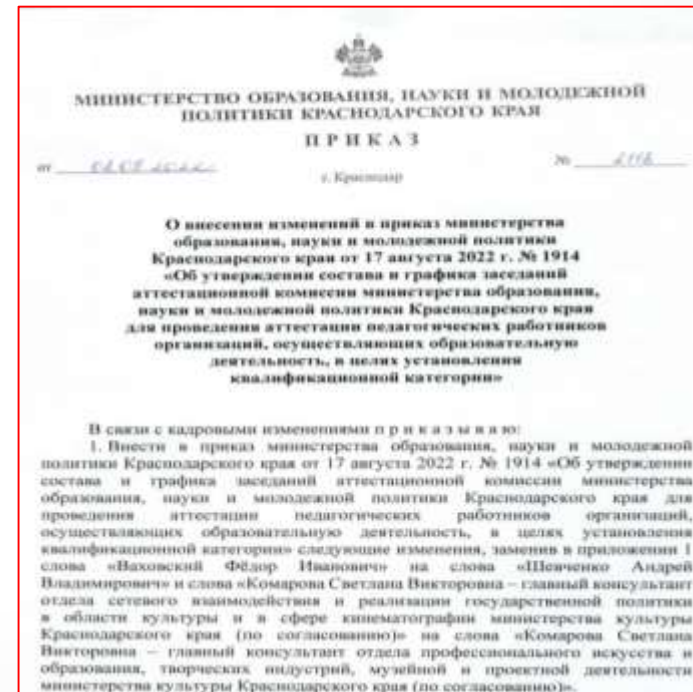 МИНИСТЕРСТВО ОБРАЗОВАНИЯ, НАУКИ И МОЛОДЕЖНОЙ
ПОЛИТИКИ КРАСНОДАРСКОГО КРАЯ
ПРИКАЗ
от №
г. Краснодар
О внесении изменений в приказ министерства
образования, науки и молодежной политики
Краснодарского края от 17 августа 2022 г. № 1914
«Об утверждении состава и графика заседаний
аттестационной комиссии министерства образования,
науки и молодежной политики Краснодарского края
для проведения аттестации педагогических работников
организаций, осуществляющих образовательную
деятельность, в целях установления
квалификационной категории»
В связи с кадровыми изменениями п р и к а з ы в а ю:
1. Внести в приказ министерства образования, науки и молодежной
политики Краснодарского края от 17 августа 2022 г. № 1914 «Об утверждении
состава и графика заседаний аттестационной комиссии министерства
образования, науки и молодежной политики Краснодарского края для
проведения аттестации педагогических работников организаций,
осуществляющих образовательную деятельность, в целях установления
квалификационной категории» следующие изменения, заменив в приложении 1
слова «Ваховский Фёдор Иванович» на слова «Шевченко Андрей
Владимирович» и слова «Комарова Светлана Викторовна – главный консультант
отдела сетевого взаимодействия и реализации государственной политики
в области культуры и в сфере кинематографии министерства культуры
Краснодарского края (по согласованию)» на слова «Комарова Светлана
Викторовна – главный консультант отдела профессионального искусства и
образования, творческих индустрий, музейной и проектной деятельности
министерства культуры Краснодарского края (по согласованию)».